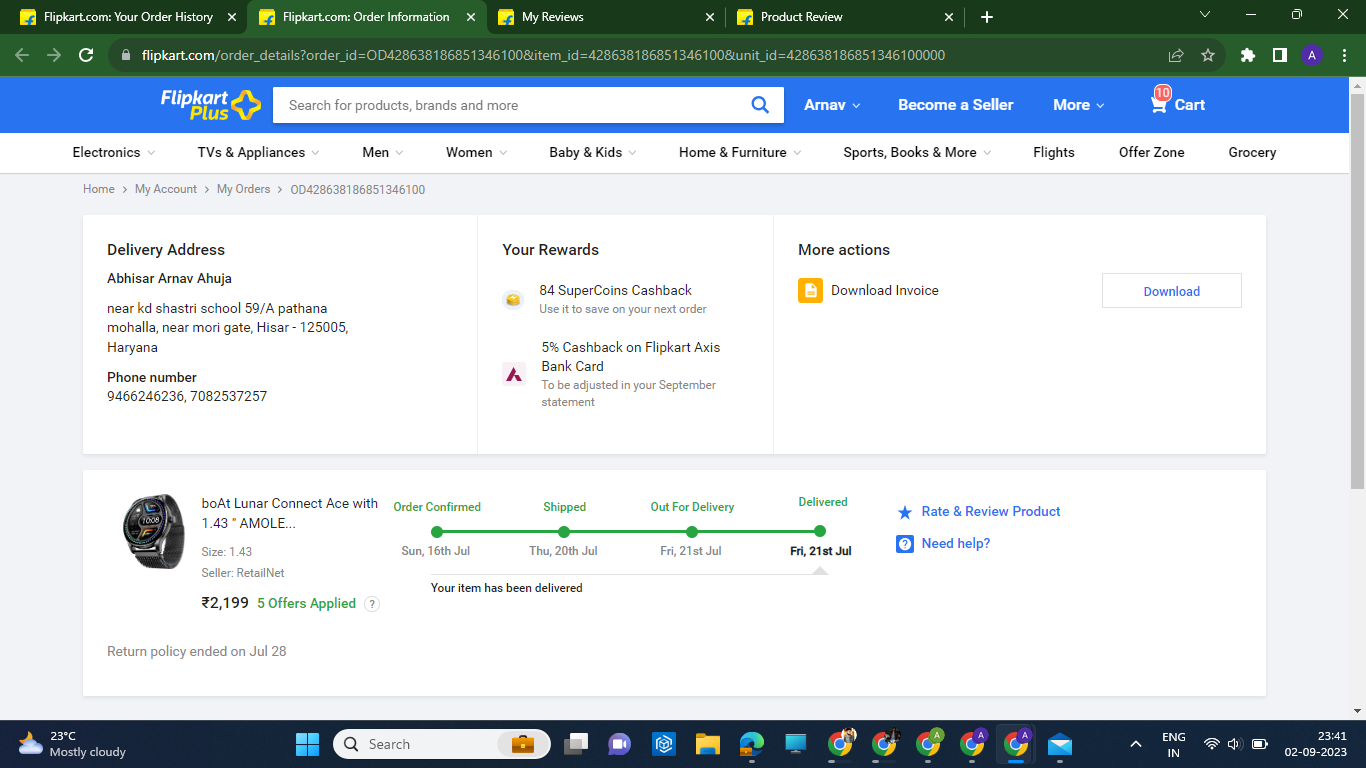 Flipkart.com: Your Order History
Flipkart.com: Order Information
My Reviews
Product Review
flipkart.com/order_details?order_id=OD428638186851346100&item_id=428638186851346100&unit_id=428638186851346100000
A
Flipkart
Plus
Search for products, brands and more
Arnav
Become a Seller
More
10
Cart
Electronics
TVs & Appliances
Men
Women
Baby & Kids
Home & Furniture
Sports, Books & More
Flights
Offer Zone
Grocery
Home
My Account
My Orders
OD428638186851346100
Delivery Address
Abhisar Arnav Ahuja
near kd shastri school 59/A pathana
mohalla, near mori gate, Hisar - 125005,
Haryana
Phone number
9466246236, 7082537257
Your Rewards
84 SuperCoins Cashback
Use it to save on your next order
5% Cashback on Flipkart Axis
Bank Card
To be adjusted in your September
statement
More actions
Download Invoice
Download
10:08
boAt Lunar Connect Ace with
1.43 " AMOLE...
Size: 1.43
Seller: RetailNet
₹2,199 5 Offers Applied ?
Order Confirmed
Shipped
Out For Delivery
Delivered
Sun, 16th Jul
Thu, 20th Jul
Fri, 21st Jul
Fri, 21st Jul
Your item has been delivered
Rate & Review Product
? Need help?
Return policy ended on Jul 28
23°C
Mostly cloudy
Search
A
A
A
ENG
IN
23:41
02-09-2023